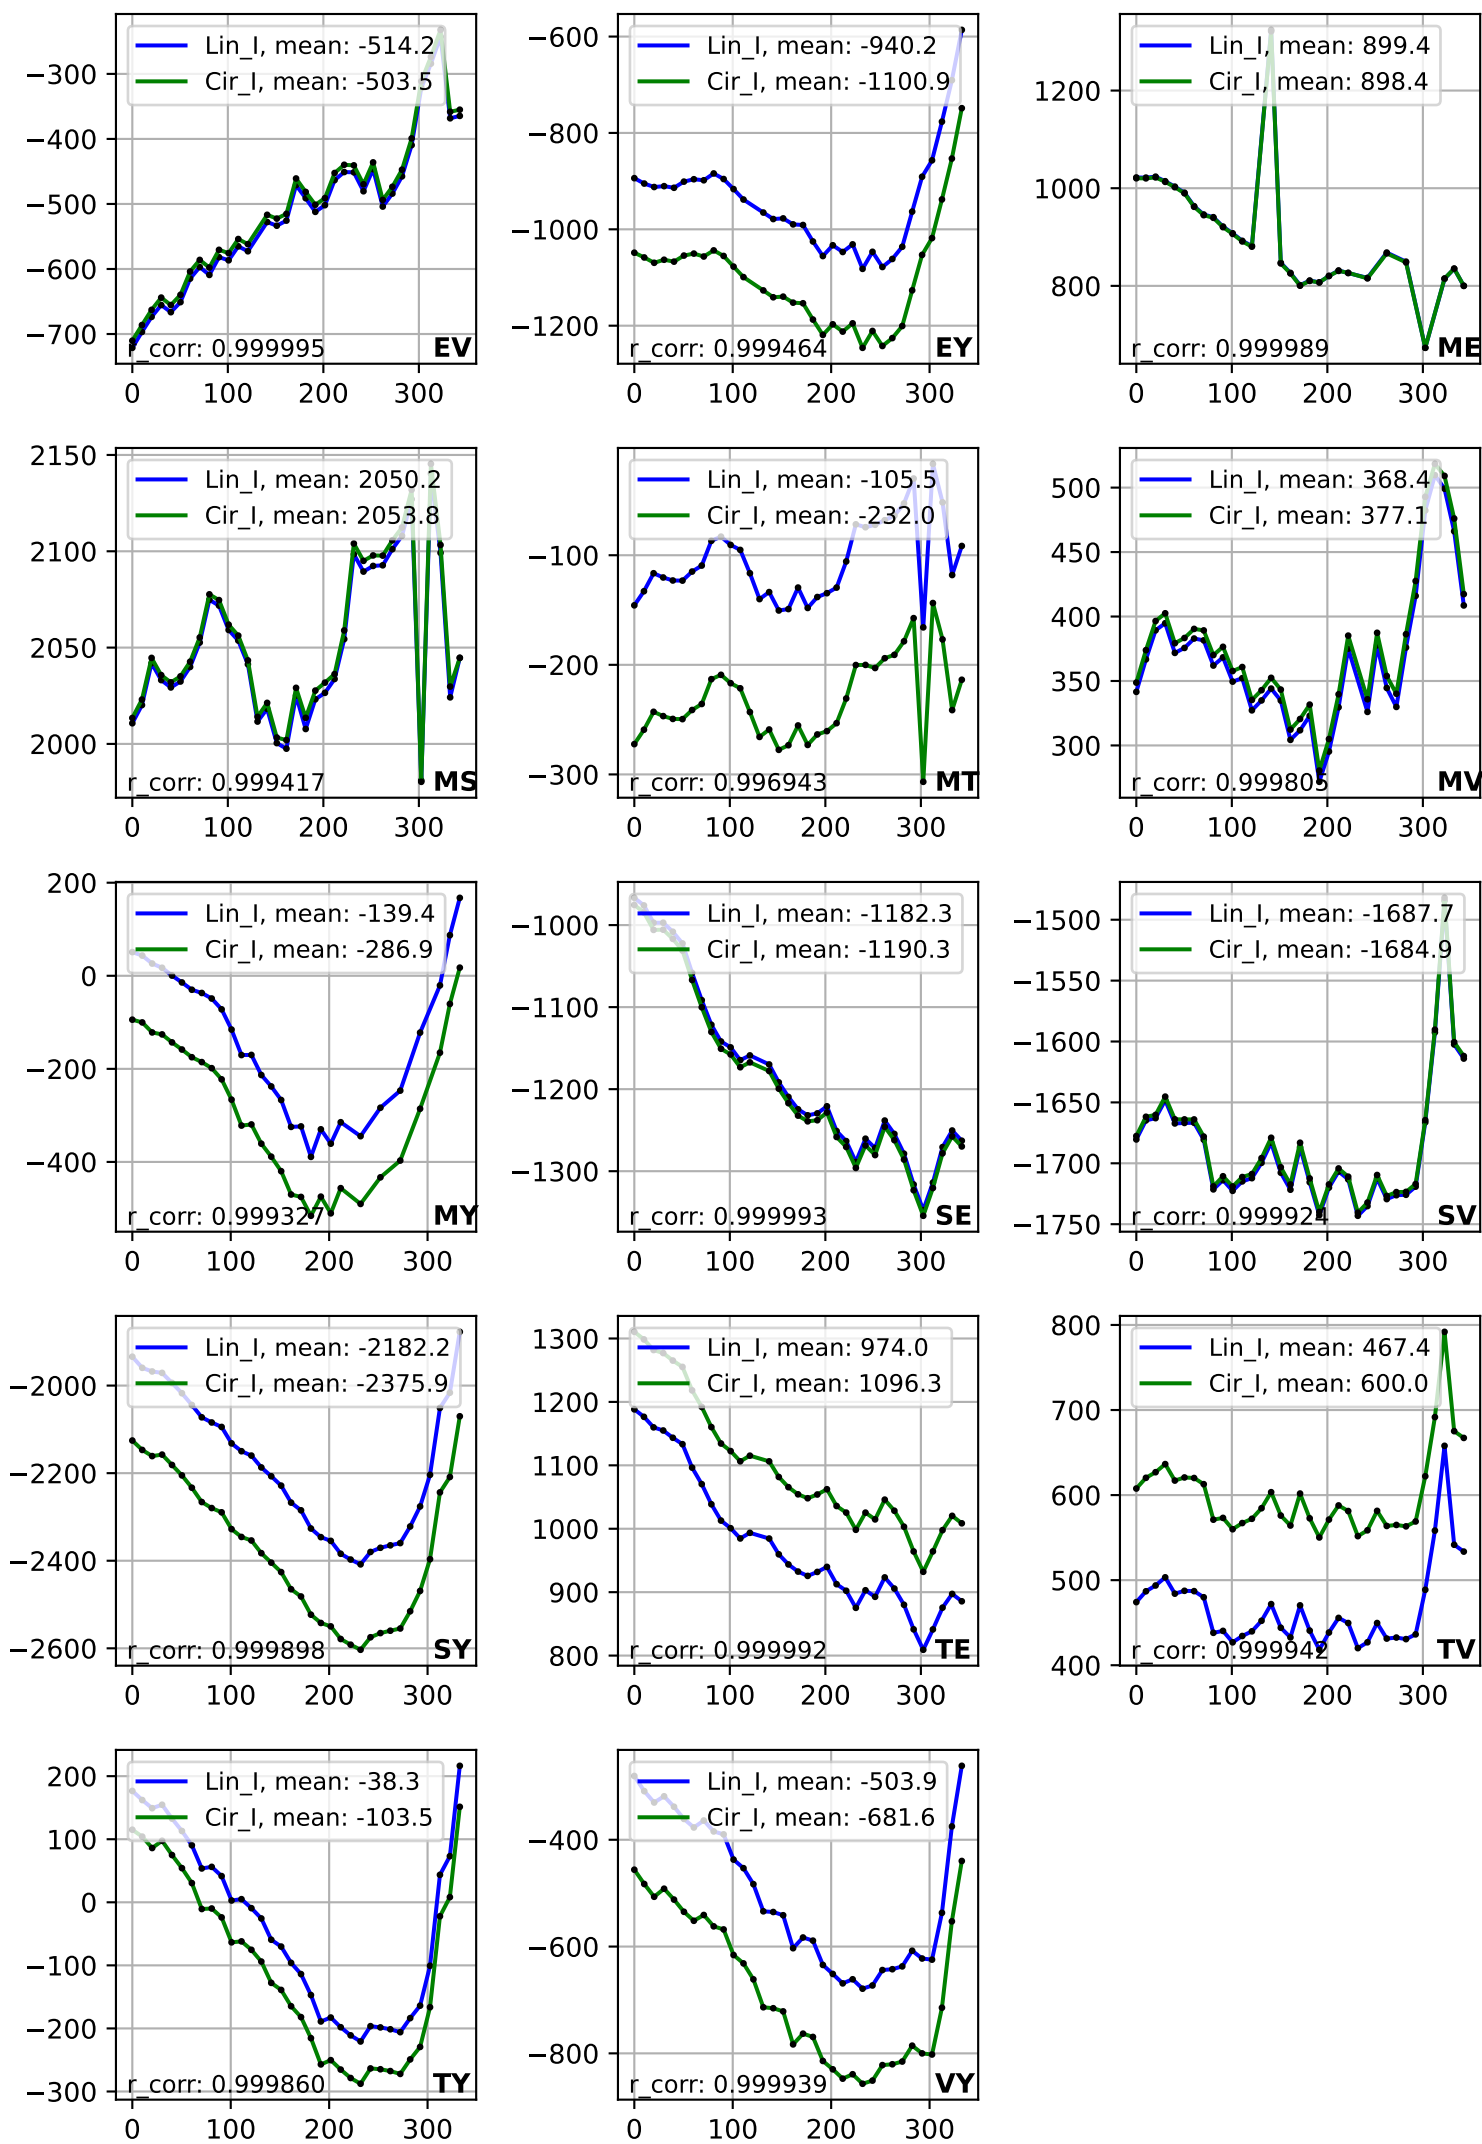 Lin_I, mean: -514.2
Cir_I, mean: -503.5
−300
−400
−500
−600
−700
r_corr: 0.999995
EV
0 100 200 300
Lin_I, mean: -940.2
Cir_I, mean: -1100.9
−600
−800
−1000
−1200
r_corr: 0.999464
EY
0 100 200 300
Lin_I, mean: 899.4
Cir_I, mean: 898.4
1200
1000
800
r_corr: 0.999989
ME
0 100 200 300
Lin_I, mean: 2050.2
Cir_I, mean: 2053.8
2150
2100
2050
2000
r_corr: 0.999417
MS
0 100 200 300
Lin_I, mean: -105.5
Cir_I, mean: -232.0
−100
−200
−300
r_corr: 0.996943
MT
0 100 200 300
Lin_I, mean: 368.4
Cir_I, mean: 377.1
500
450
400
350
300
r_corr: 0.999805
MV
0 100 200 300
Lin_I, mean: -139.4
Cir_I, mean: -286.9
200
0
−200
−400
r_corr: 0.999327
MY
0 100 200 300
Lin_I, mean: -1182.3
Cir_I, mean: -1190.3
−1000
−1100
−1200
−1300
r_corr: 0.999993
SE
0 100 200 300
Lin_I, mean: -1687.7
Cir_I, mean: -1684.9
−1500
−1550
−1600
−1650
−1700
−1750
r_corr: 0.999924
SV
0 100 200 300
Lin_I, mean: -2182.2
Cir_I, mean: -2375.9
−2000
−2200
−2400
−2600
r_corr: 0.999898
SY
0 100 200 300
Lin_I, mean: 974.0
Cir_I, mean: 1096.3
1300
1200
1100
1000
900
800
r_corr: 0.999992
TE
0 100 200 300
Lin_I, mean: 467.4
Cir_I, mean: 600.0
800
700
600
500
400
r_corr: 0.999942
TV
0 100 200 300
Lin_I, mean: -38.3
Cir_I, mean: -103.5
200
100
0
−100
−200
−300
r_corr: 0.999860
TY
0 100 200 300
Lin_I, mean: -503.9
Cir_I, mean: -681.6
−400
−600
−800
r_corr: 0.999939
VY
0 100 200 300